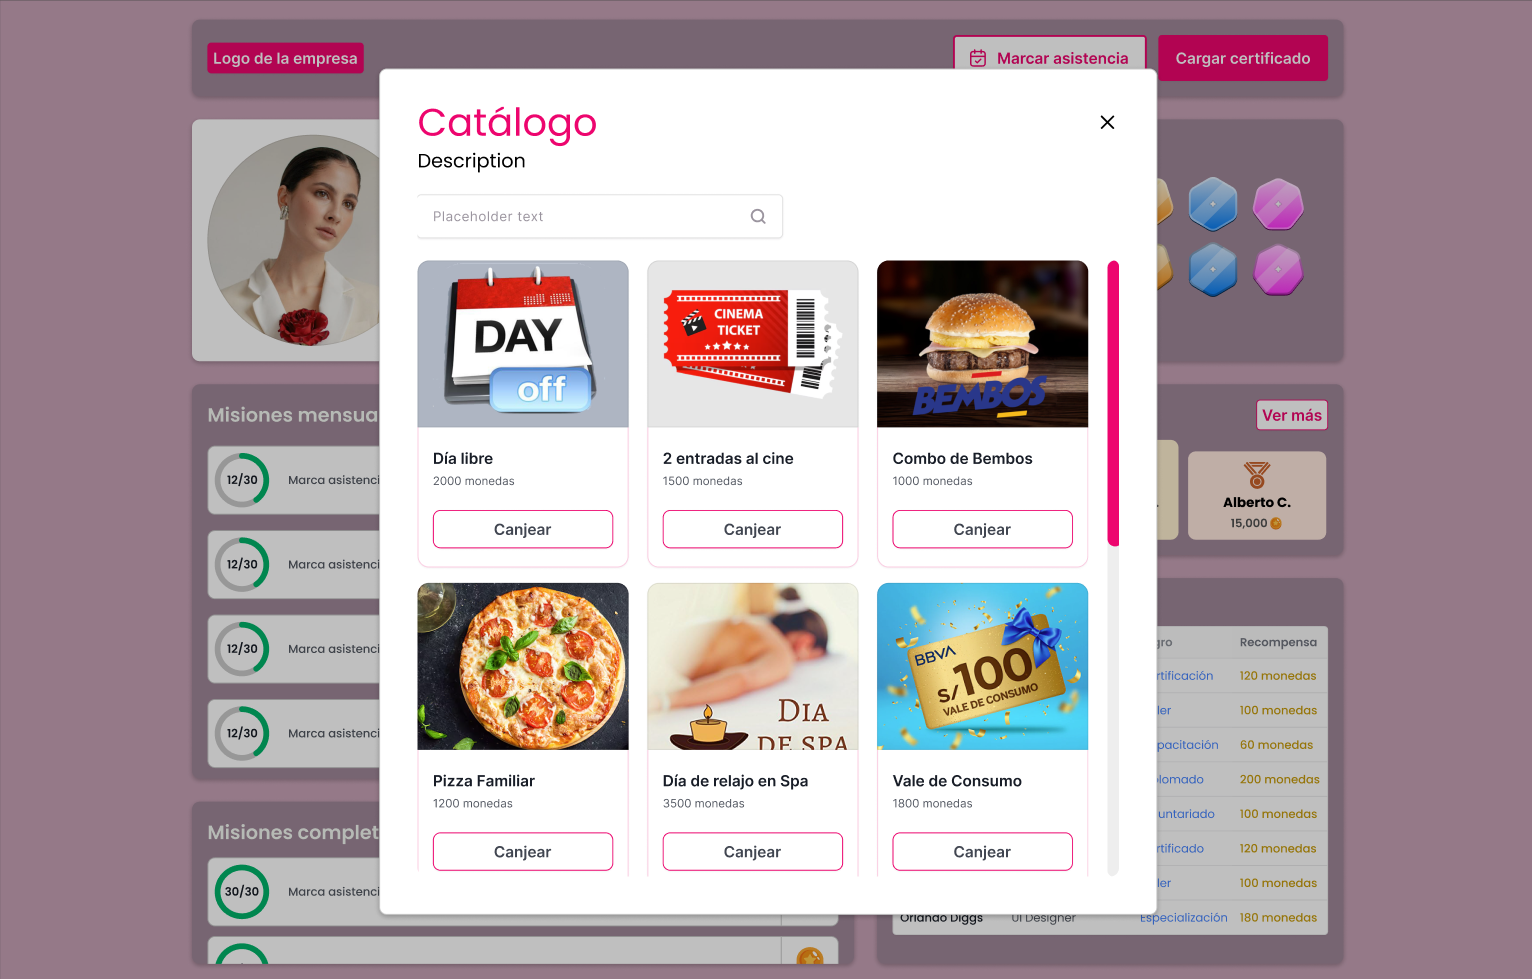 Logo de la empresa
Marcar asistencia
Cargar certificado
Catálogo
Description
Placeholder text
DAY
off
CINEMA
TICKET
BEMBOS
Día libre
2000 monedas
Canjear
2 entradas al cine
1500 monedas
Canjear
Combo de Bembos
1000 monedas
Canjear
DIA
DE SPA
BBVA
S/100
VALE DE CONSUMO
Pizza Familiar
1200 monedas
Canjear
Día de relajo en Spa
3500 monedas
Canjear
Vale de Consumo
1800 monedas
Canjear
Misiones mensua
12/30
Marca asistenci
12/30
Marca asistenci
12/30
Marca asistenci
12/30
Marca asistenci
Misiones complet
30/30
Marca asistenci
Ver más
Alberto C.
15,000
gro
Recompensa
rtificación
120 monedas
ler
100 monedas
pacitación
60 monedas
lomado
200 monedas
untariado
100 monedas
rtificado
120 monedas
ler
100 monedas
Orlando Diggs
UI Designer
Especialización
180 monedas